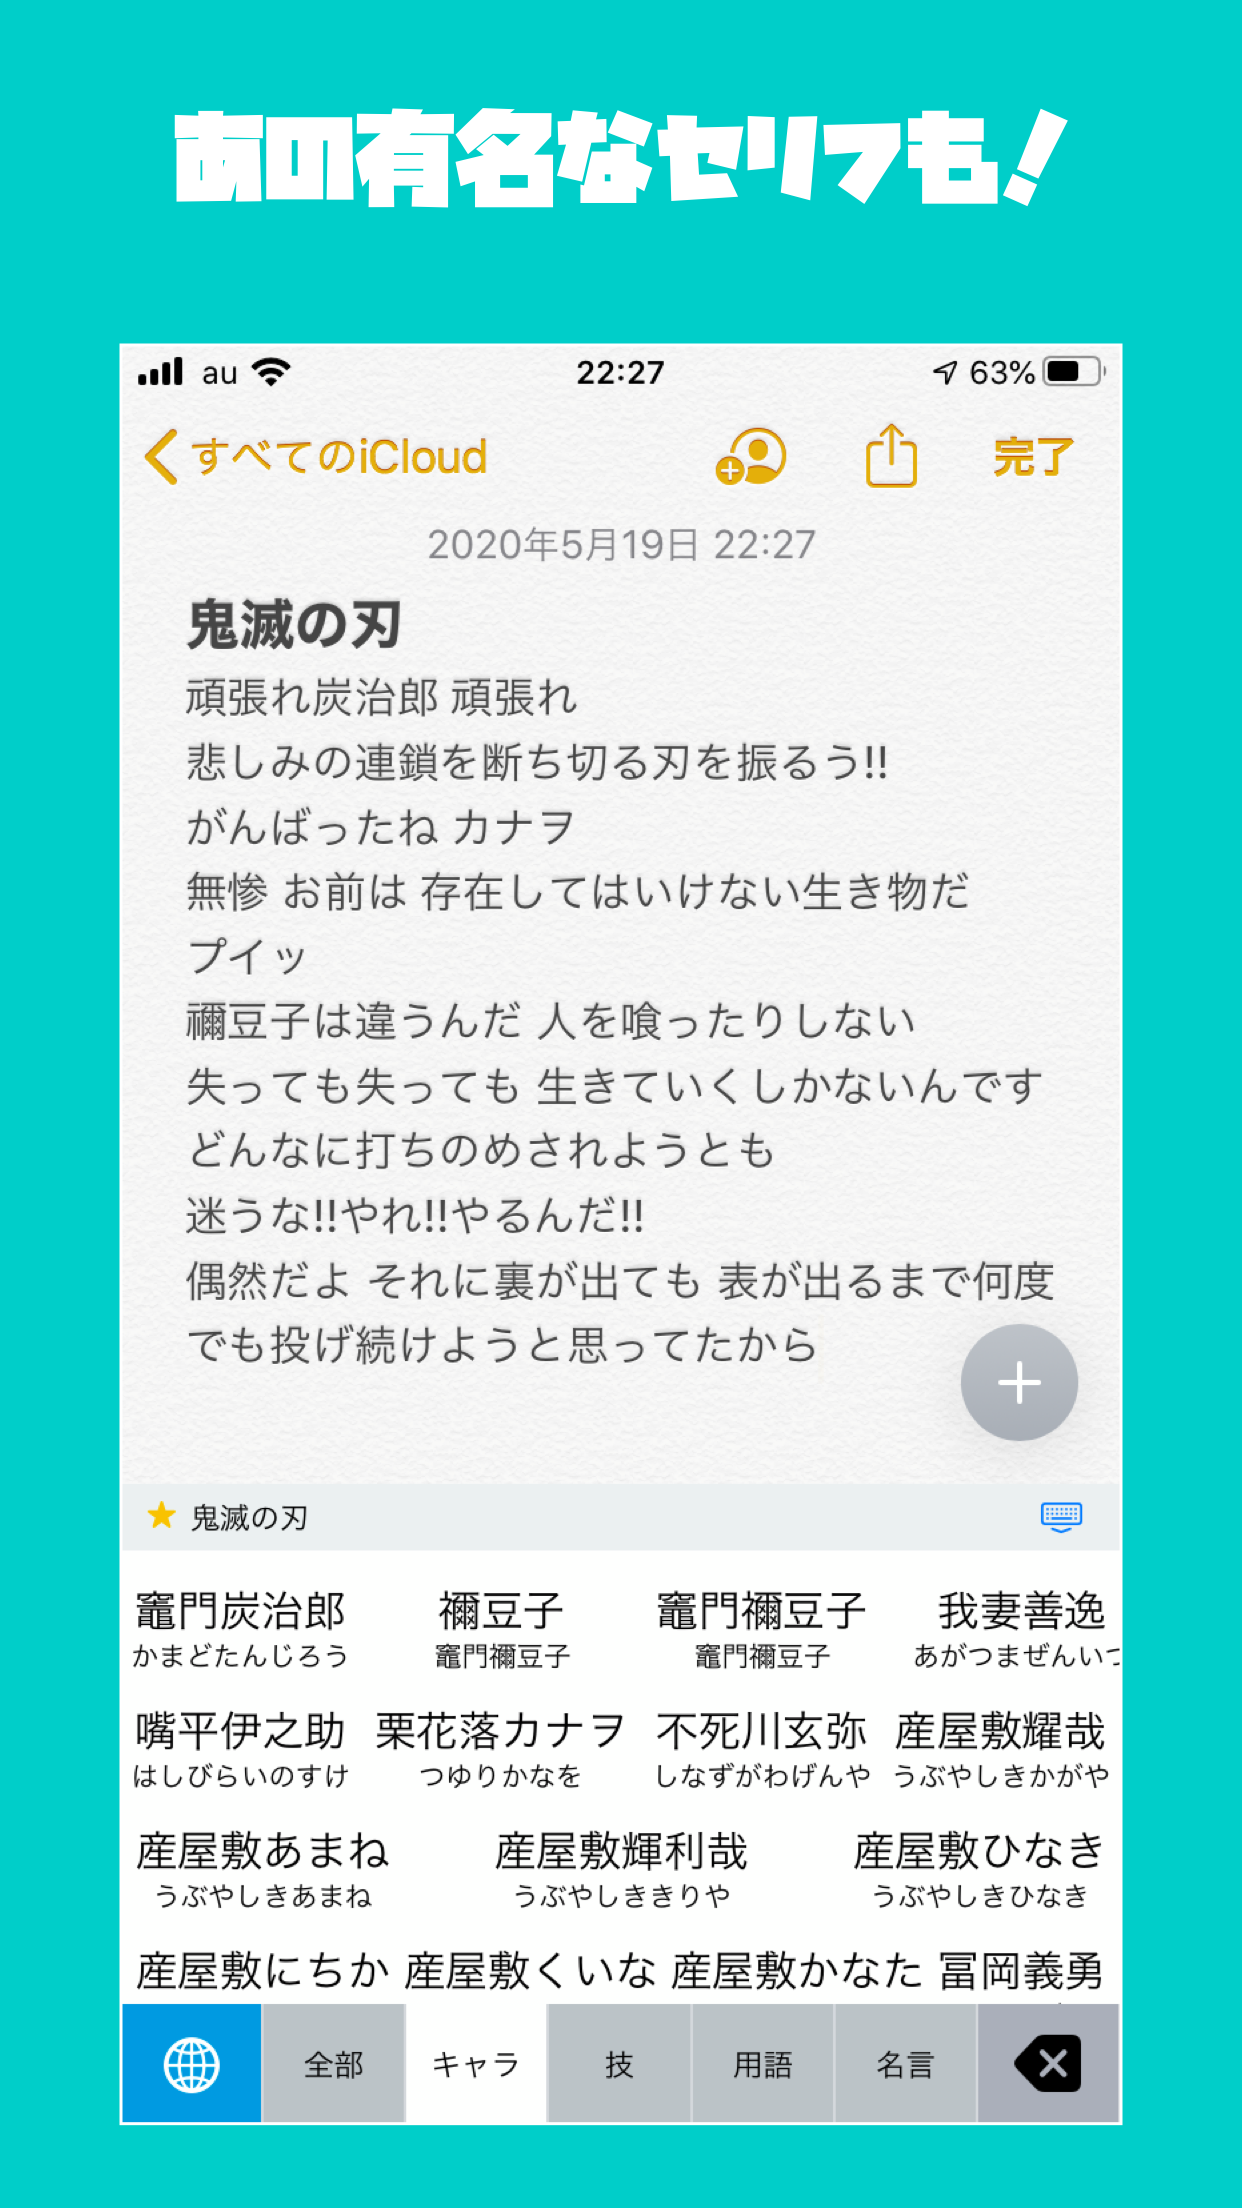 あの有名なセリフも！
au 22:27 63%
すべてのiCloud 完了
2020年5月19日 22:27
鬼滅の刃
頑張れ炭治郎 頑張れ
悲しみの連鎖を断ち切る刃を振るう!!
がんばったね カナヲ
無惨 お前は 存在してはいけない生き物だ
プイッ
禰豆子は違うんだ 人を喰ったりしない
失っても失っても 生きていくしかないんです
どんなに打ちのめされようとも
迷うな!!やれ!!やるんだ!!
偶然だよ それに裏が出ても 表が出るまで何度
でも投げ続けようと思ってたから
鬼滅の刃
竈門炭治郎 禰豆子 竈門禰豆子 我妻善逸
かまどたんじろう 竈門禰豆子 竈門禰豆子 あがつまぜんいつ
嘴平伊之助 栗花落カナヲ 不死川玄弥 産屋敷耀哉
はしびらいのすけ つゆりかなを しなずがわげんや うぶやしきかがや
産屋敷あまね 産屋敷輝利哉 産屋敷ひなき
うぶやしきあまね うぶやしききりや うぶやしきひなき
産屋敷にちか 産屋敷くいな 産屋敷かなた 冨岡義勇
全部 キャラ 技 用語 名言